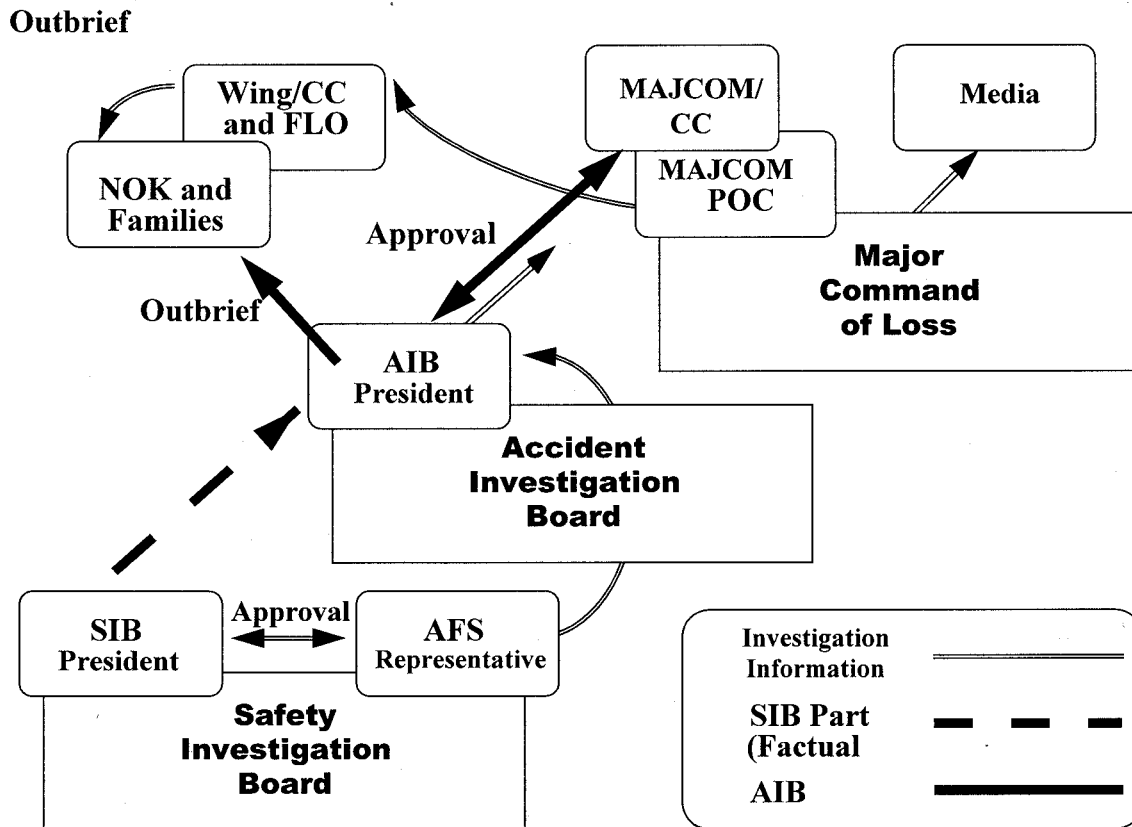 Outbrief
Wing/CC
and FLO
NOK and
Families
MAJCOM/
CC
MAJCOM
POC
Media
Major
Command
of Loss
Approval
Outbrief
AIB
President
Accident
Investigation
Board
SIB
President
Approval
AFS
Representative
Safety
Investigation
Board
Investigation
Information
SIB Part
(Factual
AIB